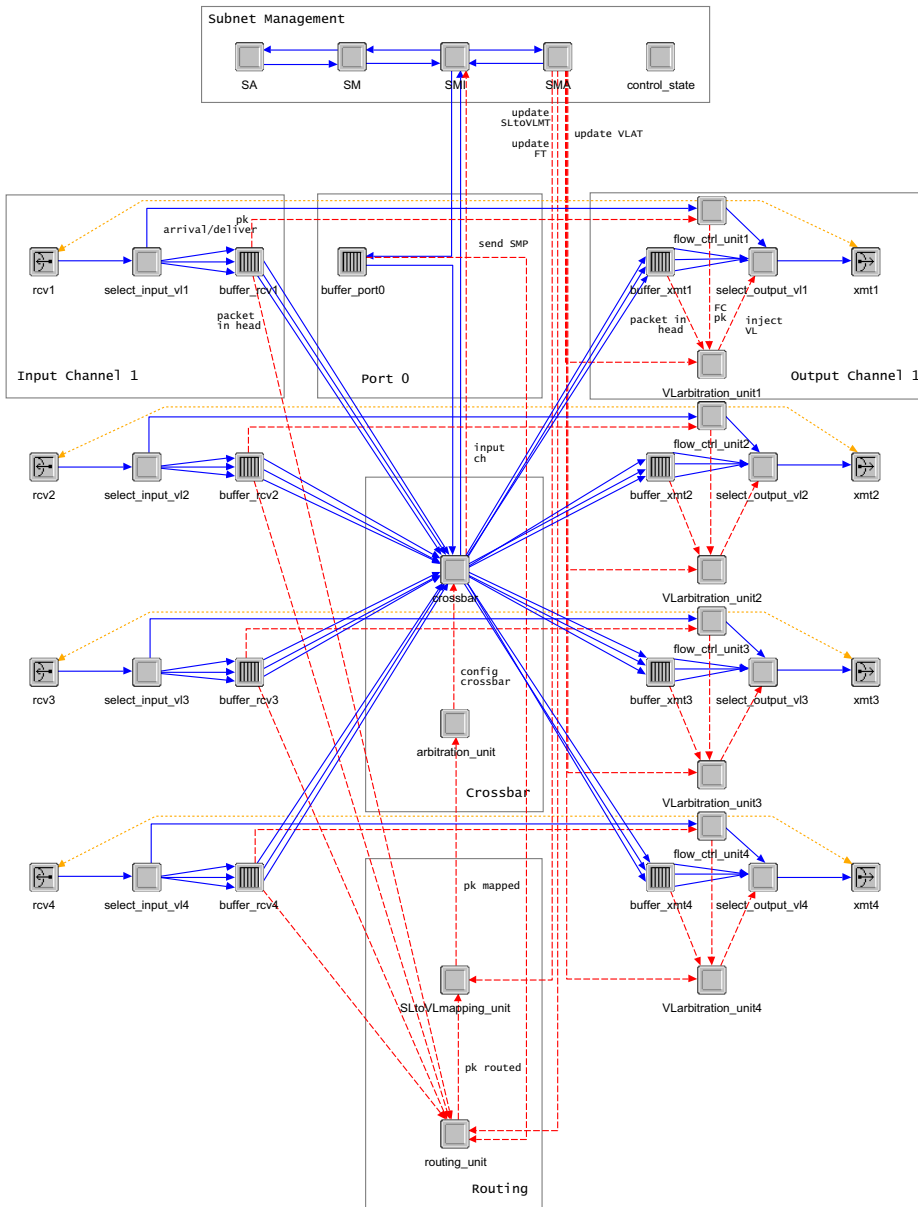 Subnet Management
SA
SM
SMI
SMA
control_state
update
SLtoVLMT
update VLAT
update
FT
pk
arrival/deliver
send SMP
flow_ctrl_unit1
rcv1
select_input_vl1
buffer_rcv1
buffer_port0
buffer_xmt1
select_output_vl1
xmt1
packet
in head
packet in
head
FC
pk
inject
VL
Input Channel 1
Port 0
Output Channel 1
VLarbitration_unit1
flow_ctrl_unit2
input
ch
rcv2
select_input_vl2
buffer_rcv2
buffer_xmt2
select_output_vl2
xmt2
crossbar
VLarbitration_unit2
flow_ctrl_unit3
config
crossbar
rcv3
select_input_vl3
buffer_rcv3
buffer_xmt3
select_output_vl3
xmt3
arbitration_unit
Crossbar
VLarbitration_unit3
flow_ctrl_unit4
rcv4
select_input_vl4
buffer_rcv4
pk mapped
buffer_xmt4
select_output_vl4
xmt4
SLtoVLmapping_unit
VLarbitration_unit4
pk routed
routing_unit
Routing